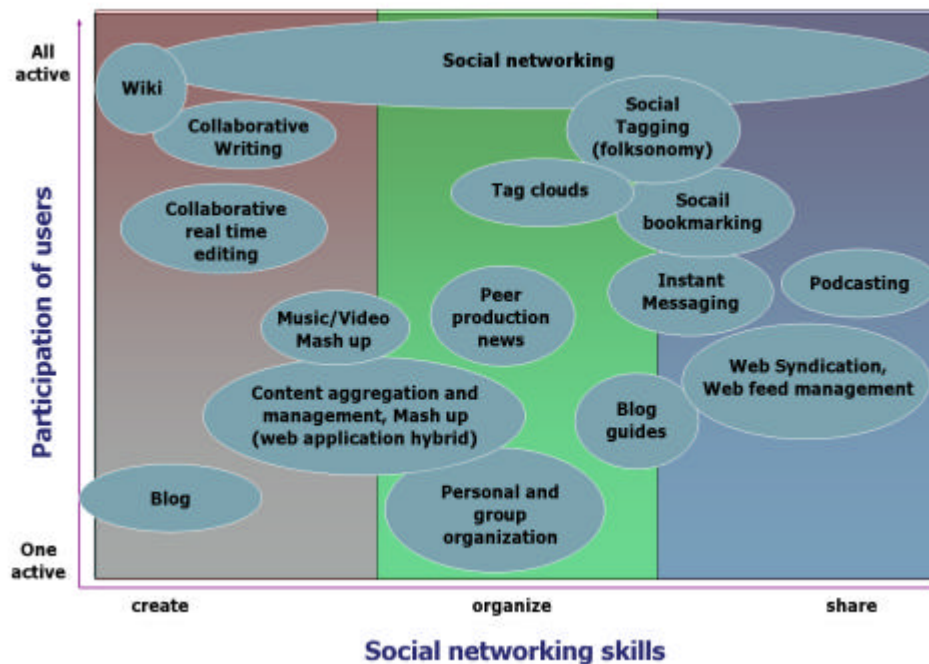 All
active
Social networking
Wiki
Social
Tagging
(folksonomy)
Collaborative
Writing
Tag clouds
Socail
bookmarking
Collaborative
real time
editing
Participation of users
Instant
Messaging
Podcasting
Peer
production
news
Music/Video
Mash up
Web Syndication,
Web feed management
Content aggregation and
management, Mash up
(web application hybrid)
Blog
guides
Blog
Personal and
group
organization
One
active
create
organize
share
Social networking skills